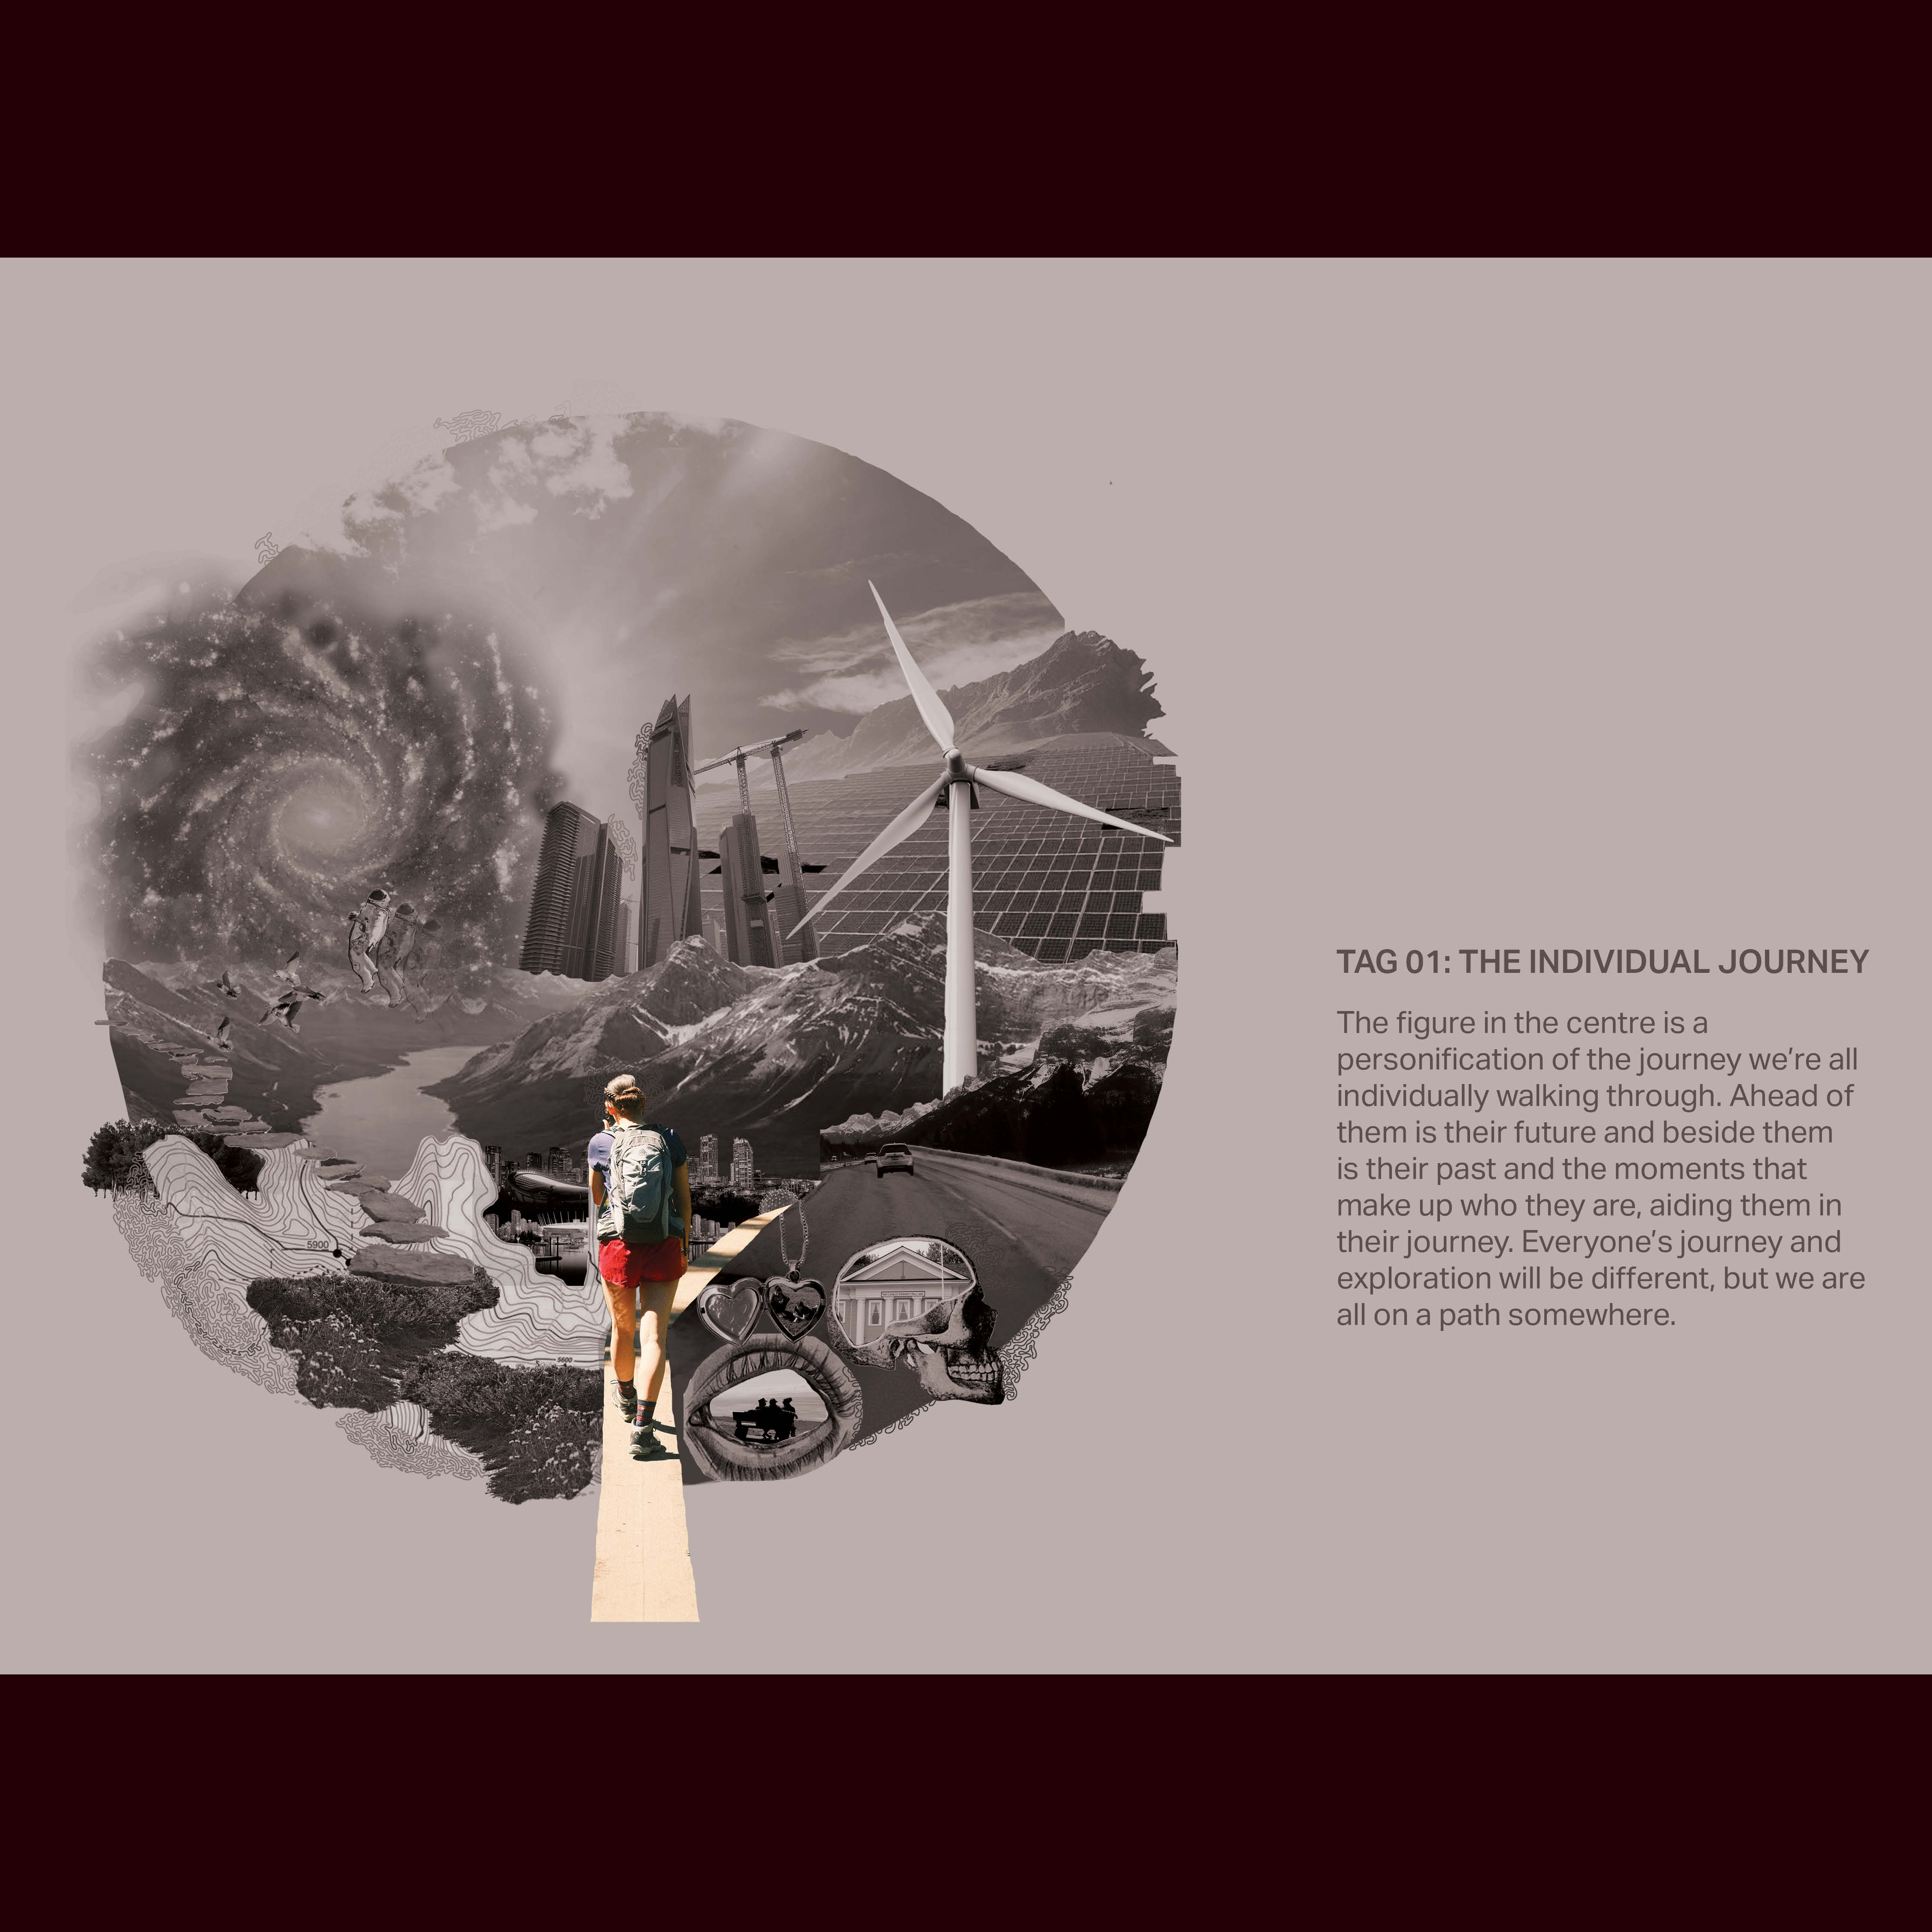 TAG 01: THE INDIVIDUAL JOURNEY
The figure in the centre is a
personification of the journey we’re all
individually walking through. Ahead of
them is their future and beside them
is their past and the moments that
make up who they are, aiding them in
their journey. Everyone’s journey and
exploration will be different, but we are
all on a path somewhere.
5900
5600